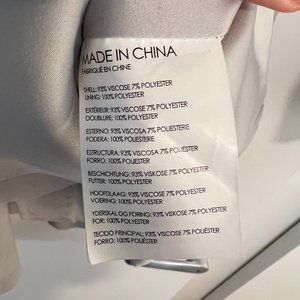 MADE IN CHINA
FABRIQUÉ EN CHINE
SHELL: 93% VISCOSE 7% POLYESTER
LINING: 100% POLYESTER
EXTÉRIEUR: 93% VISCOSE 7% POLYESTER
DOUBLURE: 100% POLYESTER
ESTERNO: 93% VISCOSA 7% POLIESTERE
FODERA: 100% POLIESTERE
ESTRUCTURA: 93% VISCOSA 7% POLIÉSTER
FORRO: 100% POLIÉSTER
BESCHICHTUNG: 93% VISKOSE 7% POLYESTER
FUTTER: 100% POLYESTER
HOOFDLAAG: 93% VISCOSE 7% POLYESTER
VOERING: 100% POLYESTER
YDERSKAL OG FORING: 93% VISKOSE 7% POLYESTER
FOR: 100% POLYESTER
TECIDO PRINCIPAL: 93% VISCOSE 7% POLIÉSTER
FORRO: 100% POLIÉSTER